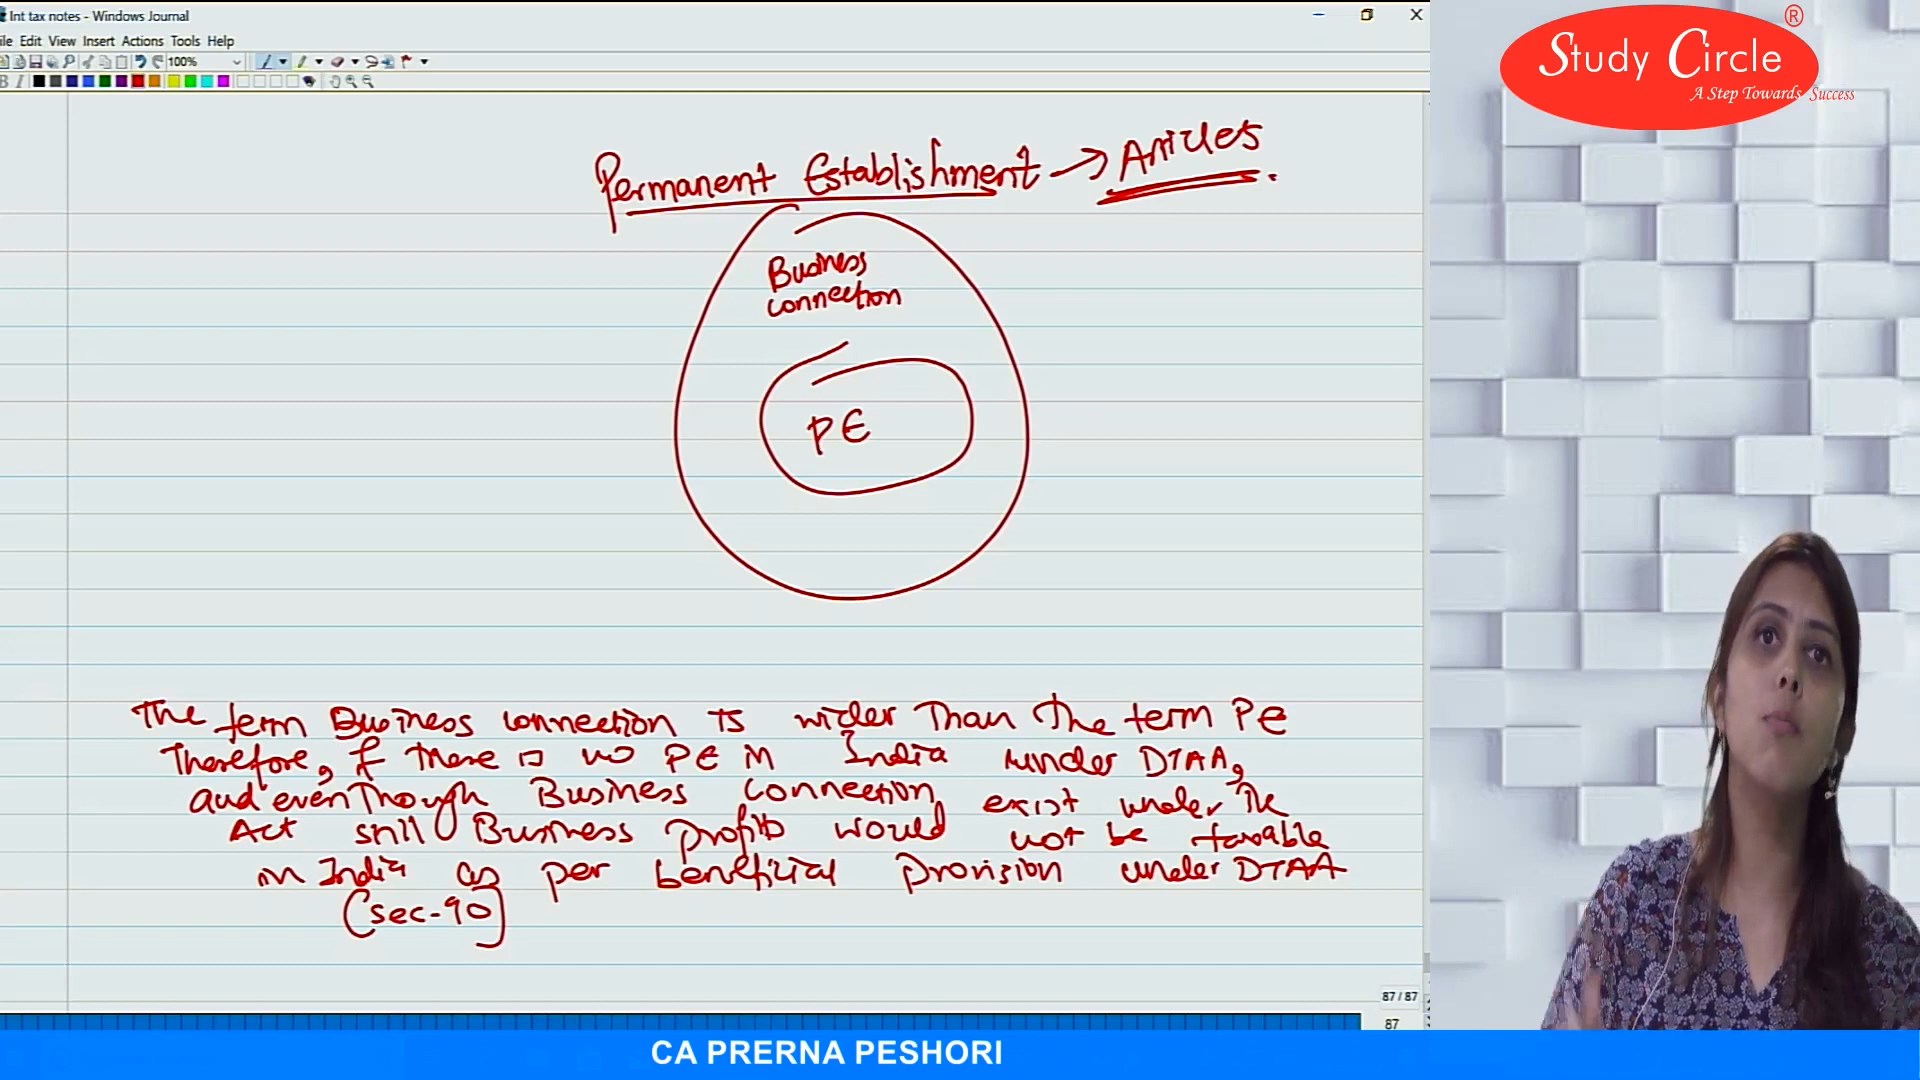 Int tax notes - Windows Journal
ile Edit View Insert Actions Tools Help
100%
B I
Study Circle ®
A Step Towards Success
Permanent Establishment → Articles.
Business
connection
PE
The term Business connection is wider than the term PE
Therefore, if there is no PE in India under DTAA,
and even though Business connection exist under the
Act still Business profits would not be taxable
in India as per beneficial provision under DTAA
(sec-90)
87 / 87
87
CA PRERNA PESHORI